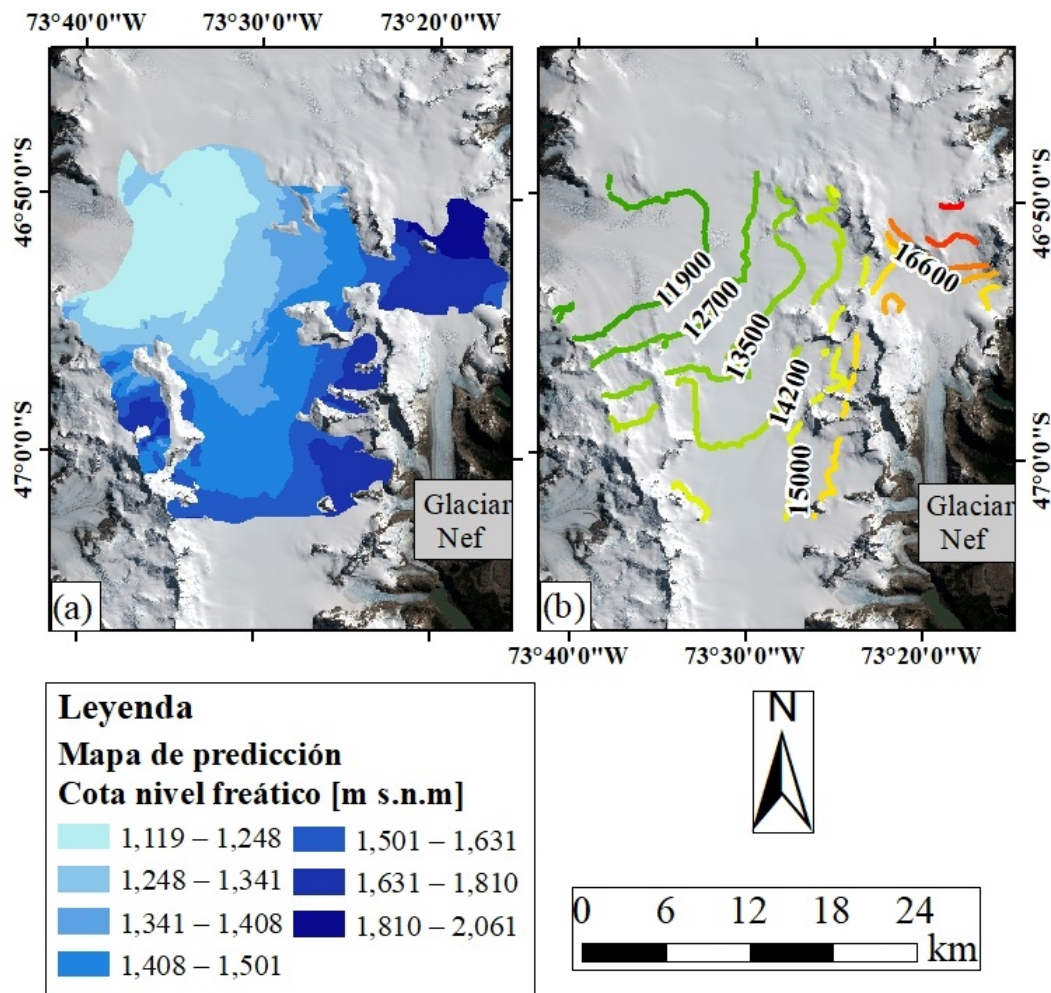 73°40'0"W 73°30'0"W 73°20'0"W
46°50'0"S
47°0'0"S
Glaciar
Nef
(a)
11900
12700
13500
14200
15000
16600
46°50'0"S
47°0'0"S
Glaciar
Nef
(b)
73°40'0"W 73°30'0"W 73°20'0"W
Leyenda
Mapa de predicción
Cota nivel freático [m s.n.m]
1,119 – 1,248
1,248 – 1,341
1,341 – 1,408
1,408 – 1,501
1,501 – 1,631
1,631 – 1,810
1,810 – 2,061
N
0 6 12 18 24
km